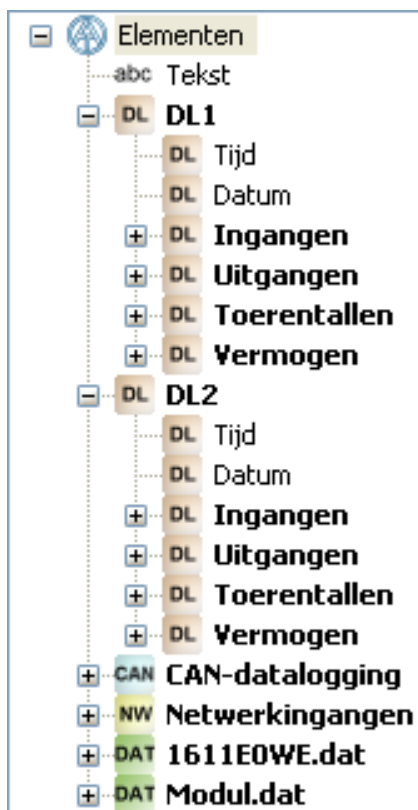 Elementen
abc Tekst
DL DL1
DL Tijd
DL Datum
DL Ingangen
DL Uitgangen
DL Toerentallen
DL Vermogen
DL DL2
DL Tijd
DL Datum
DL Ingangen
DL Uitgangen
DL Toerentallen
DL Vermogen
CAN CAN-datalogging
NW Netwerkingangen
DAT 1611E0WE.dat
DAT Modul.dat